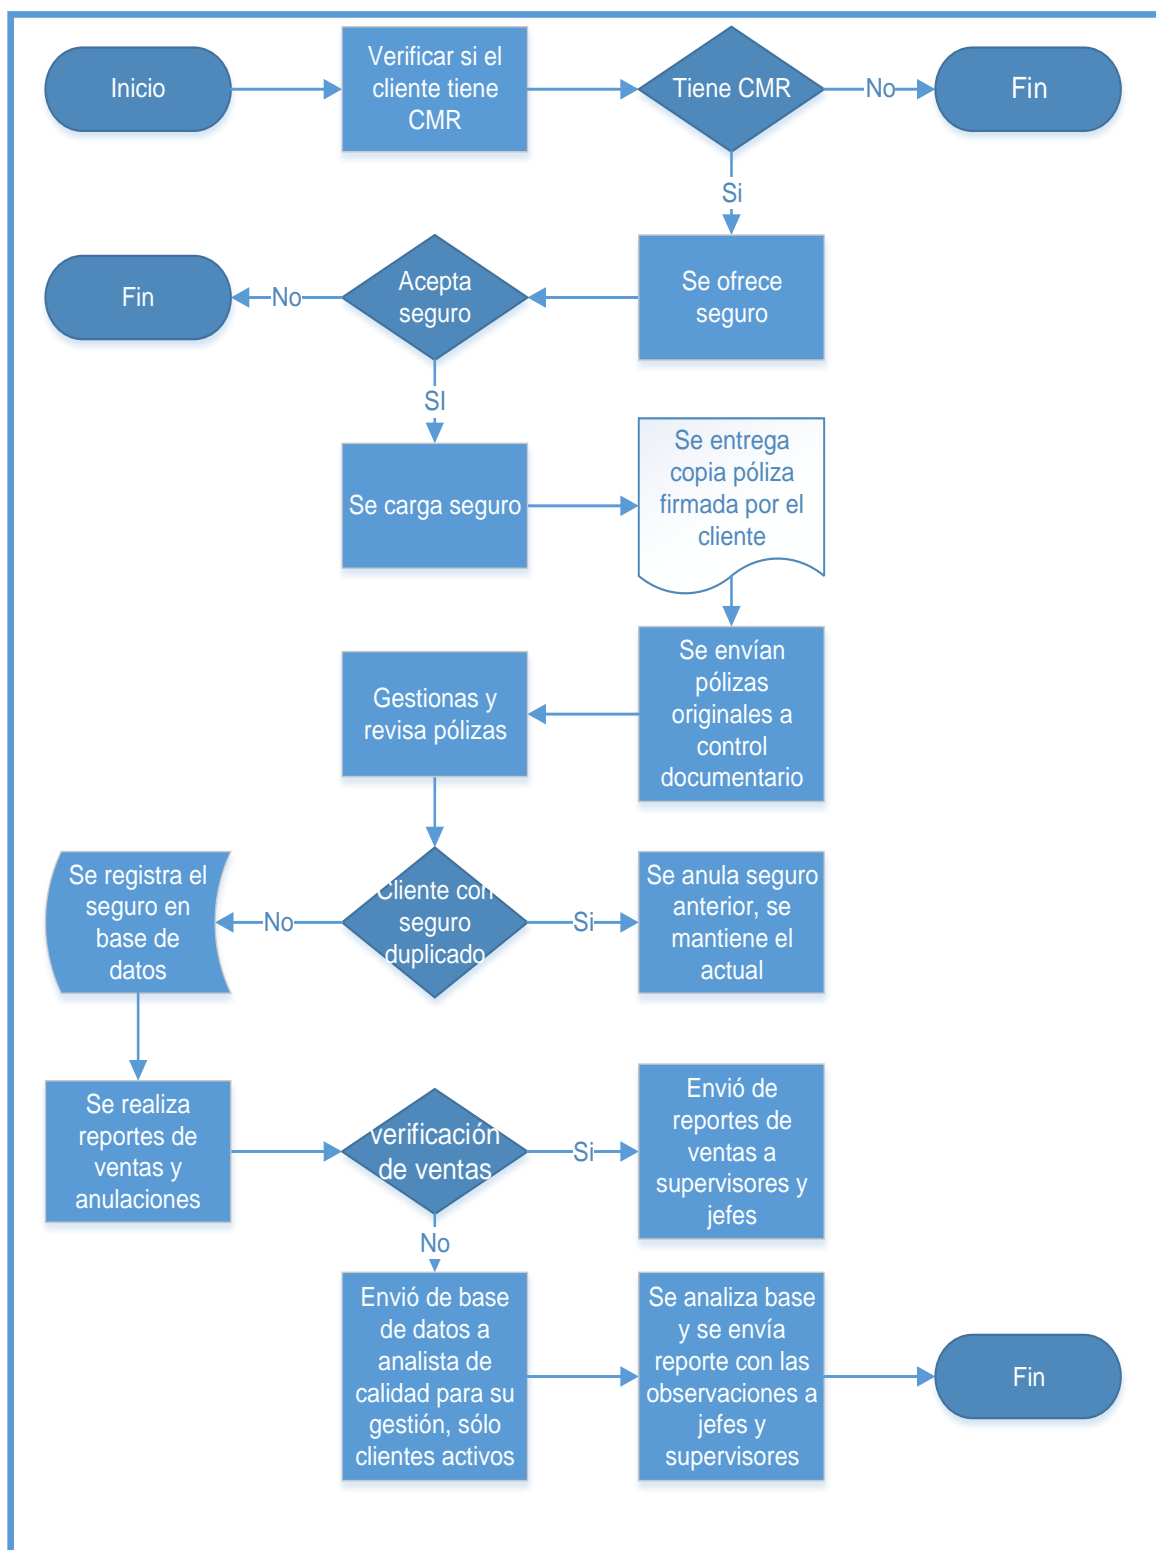 Inicio
Verificar si el
cliente tiene
CMR
Tiene CMR
No
Fin
Si
Fin
No
Acepta
seguro
Se ofrece
seguro
SI
Se carga seguro
Se entrega
copia póliza
firmada por el
cliente
Gestionas y
revisa pólizas
Se envían
pólizas
originales a
control
documentario
Se registra el
seguro en
base de
datos
No
Cliente con
seguro
duplicado
Si
Se anula seguro
anterior, se
mantiene el
actual
Se realiza
reportes de
ventas y
anulaciones
verificación
de ventas
Si
Envió de
reportes de
ventas a
supervisores y
jefes
No
Envió de base
de datos a
analista de
calidad para su
gestión, sólo
clientes activos
Se analiza base
y se envía
reporte con las
observaciones a
jefes y
supervisores
Fin